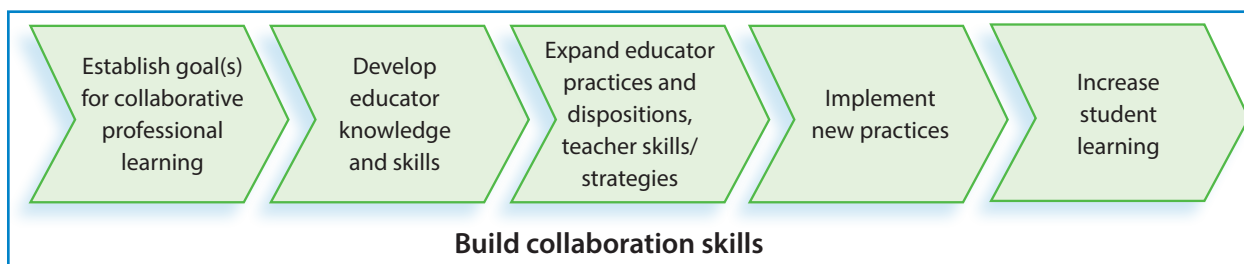 Establish goal(s)
for collaborative
professional
learning
Develop
educator
knowledge
and skills
Expand educator
practices and
dispositions,
teacher skills/
strategies
Implement
new practices
Increase
student
learning
Build collaboration skills